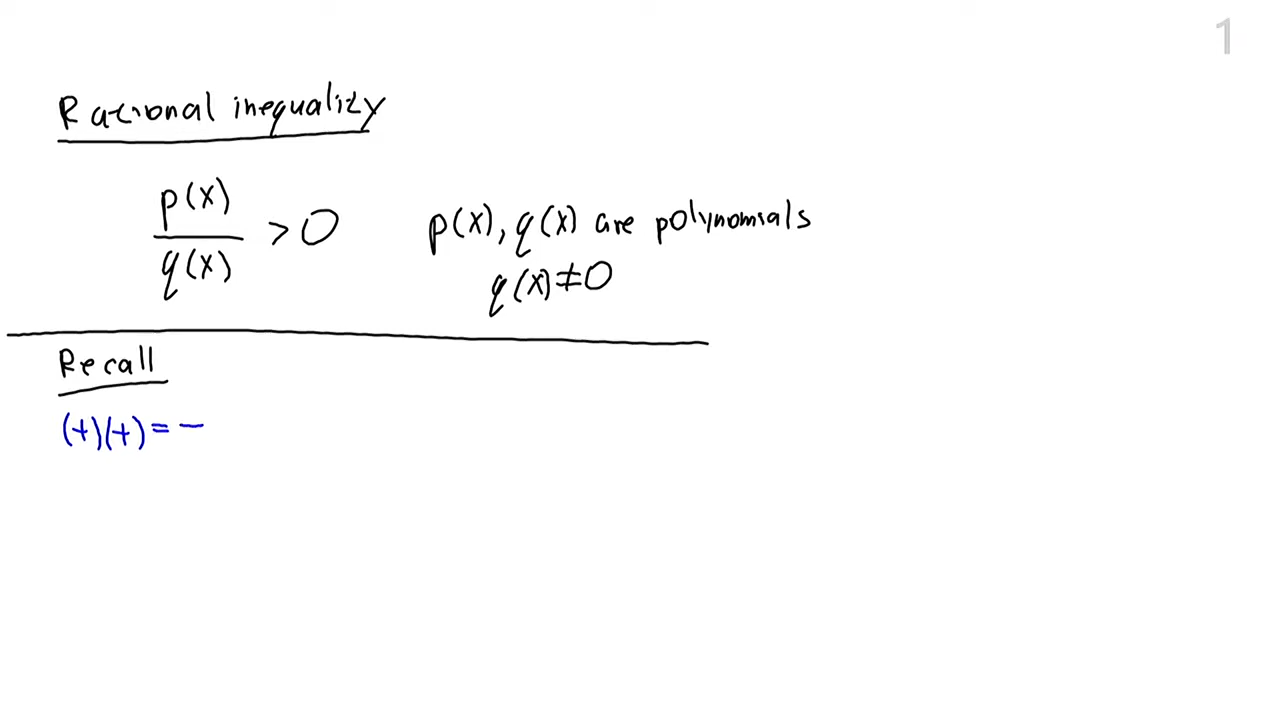 1
Rational inequality
p(x)/q(x) > 0 p(x), q(x) are polynomials
q(x) ≠ 0
Recall
(+)(+) = −